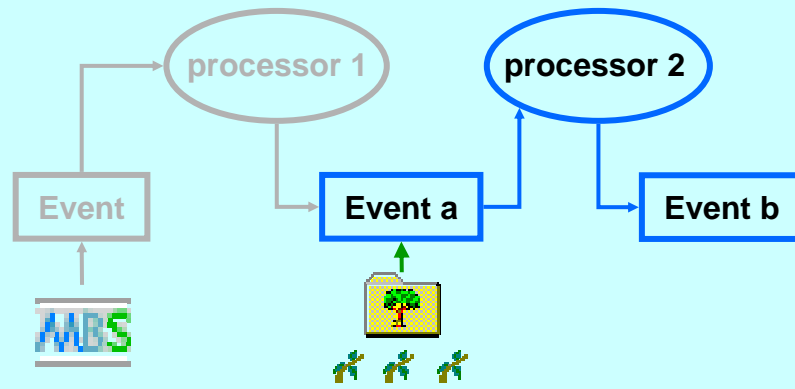 processor 1
processor 2
Event
Event a
Event b
MBS